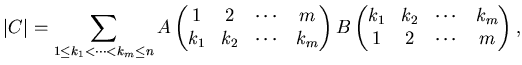 $$|C| = \sum_{1 \le k_1 < \cdots < k_m \le n} A \begin{pmatrix} 1 & 2 & \cdots & m \\ k_1 & k_2 & \cdots & k_m \end{pmatrix} B \begin{pmatrix} k_1 & k_2 & \cdots & k_m \\ 1 & 2 & \cdots & m \end{pmatrix},$$